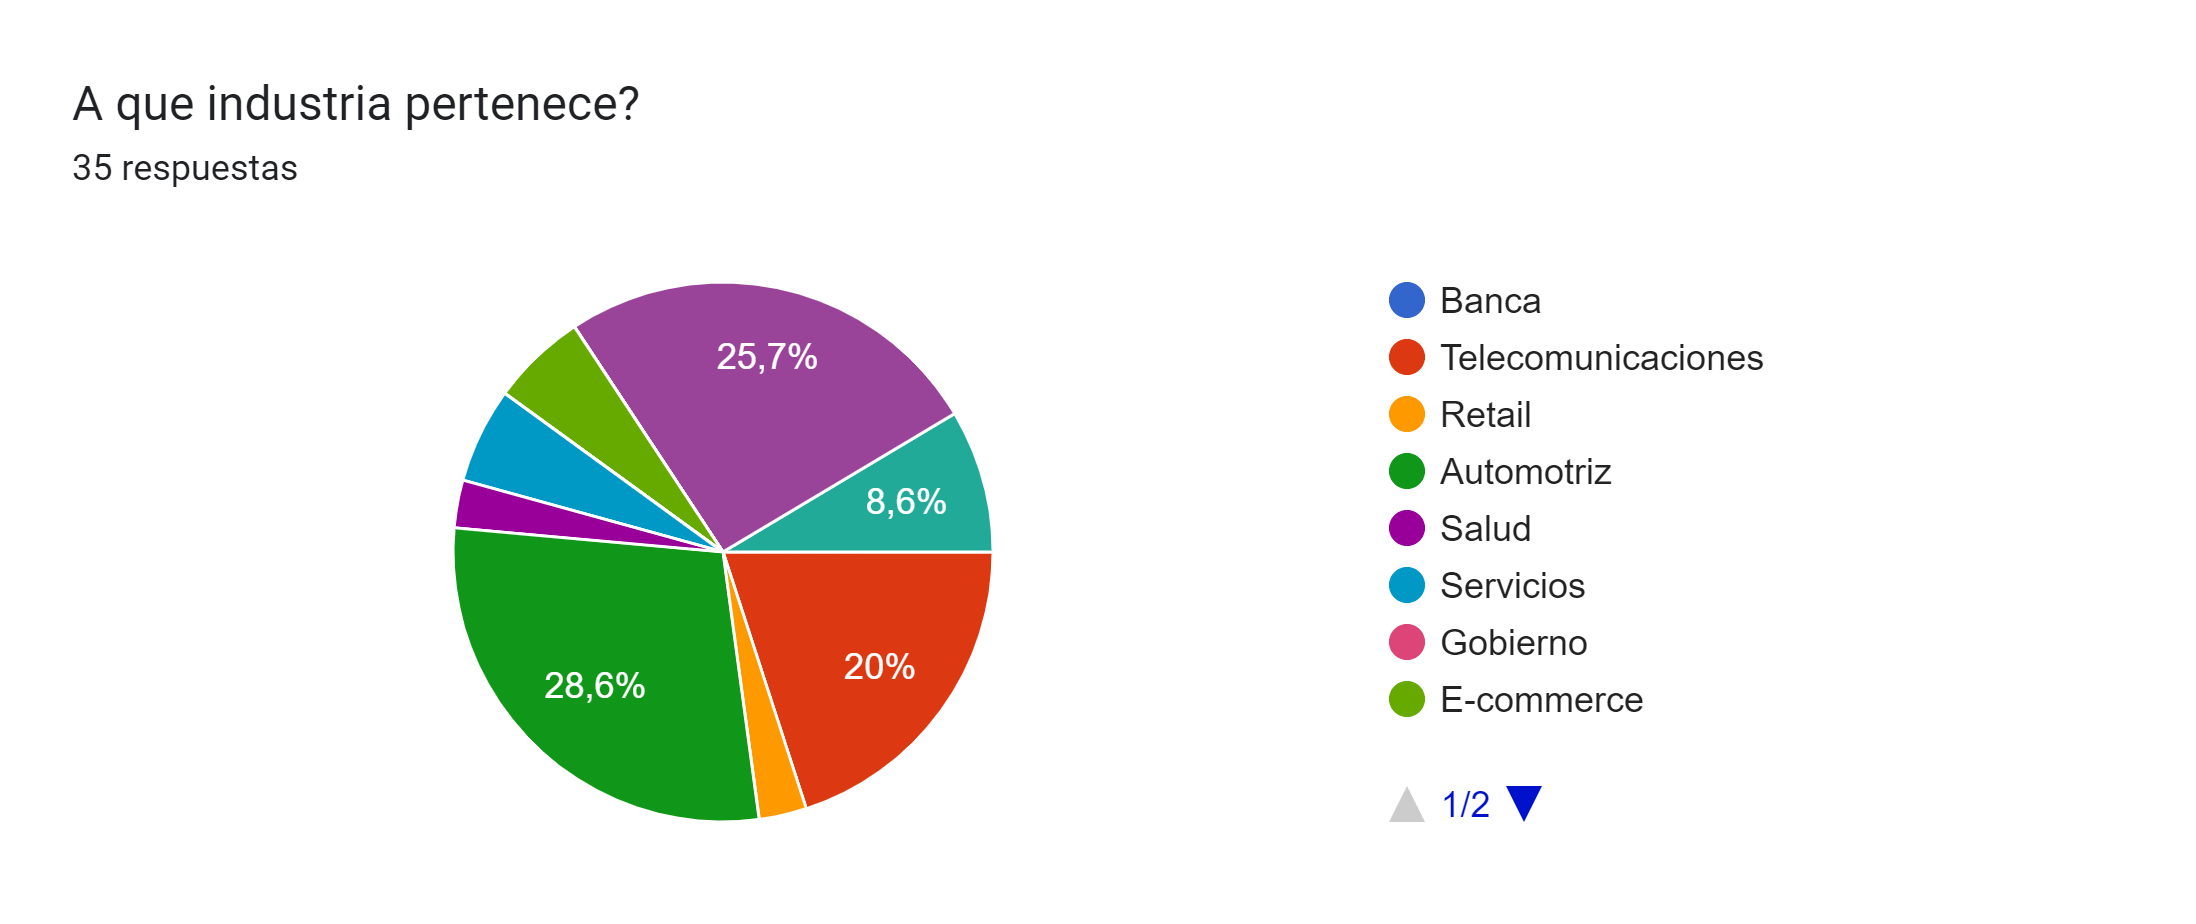 A que industria pertenece?
35 respuestas
25,7%
8,6%
20%
28,6%
Banca
Telecomunicaciones
Retail
Automotriz
Salud
Servicios
Gobierno
E-commerce
1/2